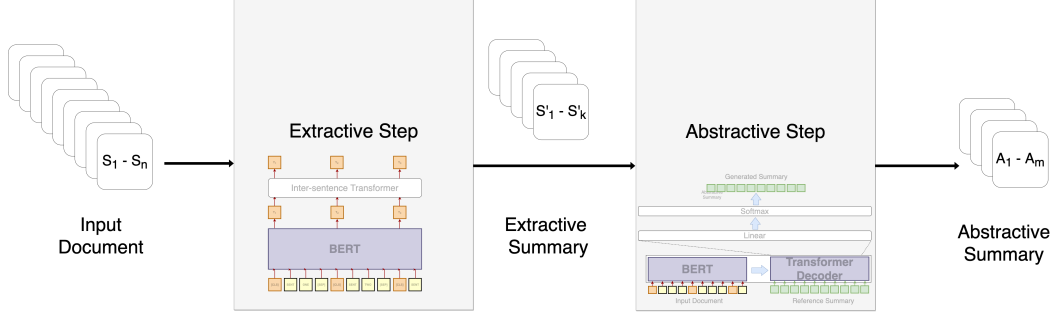 S1 - Sn
Input
Document
Extractive Step
Inter-sentence Transformer
BERT
S'1 - S'k
Extractive
Summary
Abstractive Step
Generated Summary
Summary
Softmax
Linear
BERT
Transformer
Decoder
Input Document
Reference Summary
A1 - Am
Abstractive
Summary